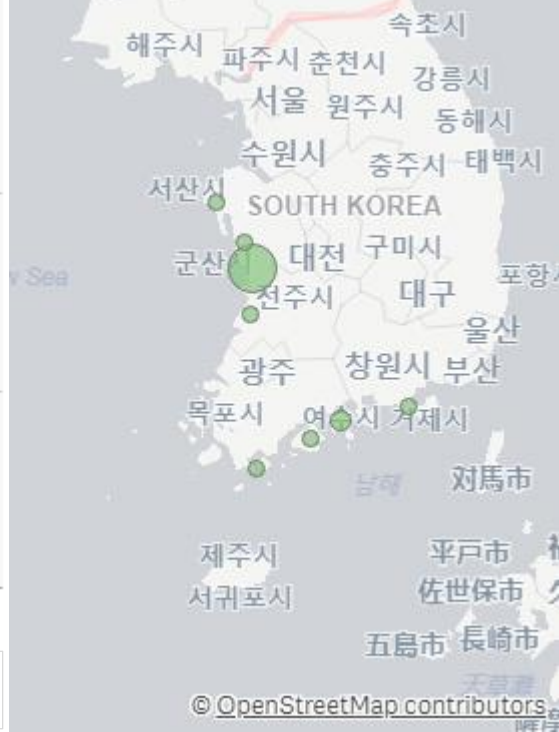 속초시
해주시
파주시 춘천시
강릉시
서울 원주시
동해시
수원시
충주시 태백시
서산시
SOUTH KOREA
군산
대전 구미시
w Sea
포항
전주시
대구
울산
광주
창원시 부산
목포시
여수시 거제시
남해
対馬市
제주시
平戸市
서귀포시
佐世保市
五島市 長崎市
天草灘
© OpenStreetMap contributors